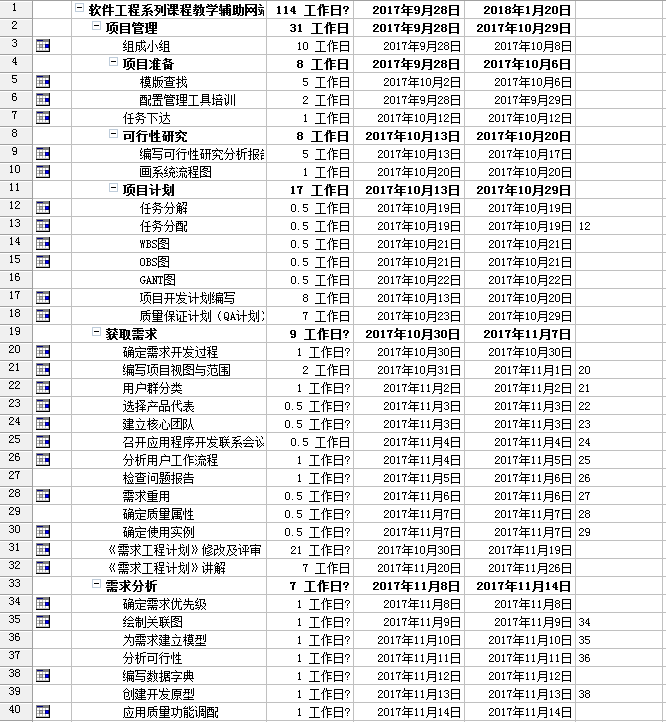 1 软件工程系列课程教学辅助网站 114 工作日? 2017年9月28日 2018年1月20日
2 项目管理 31 工作日 2017年9月28日 2017年10月29日
3 组成小组 10 工作日 2017年9月28日 2017年10月8日
4 项目准备 8 工作日 2017年9月28日 2017年10月6日
5 模版查找 5 工作日 2017年10月2日 2017年10月6日
6 配置管理工具培训 2 工作日 2017年9月28日 2017年9月29日
7 任务下达 1 工作日 2017年10月12日 2017年10月12日
8 可行性研究 8 工作日 2017年10月13日 2017年10月20日
9 编写可行性研究分析报告 5 工作日 2017年10月13日 2017年10月17日
10 画系统流程图 1 工作日 2017年10月20日 2017年10月20日
11 项目计划 17 工作日 2017年10月13日 2017年10月29日
12 任务分解 0.5 工作日 2017年10月19日 2017年10月19日
13 任务分配 0.5 工作日 2017年10月19日 2017年10月19日 12
14 WBS图 0.5 工作日 2017年10月21日 2017年10月21日
15 OBS图 0.5 工作日 2017年10月21日 2017年10月21日
16 GANT图 0.5 工作日 2017年10月22日 2017年10月22日
17 项目开发计划编写 8 工作日 2017年10月13日 2017年10月20日
18 质量保证计划（QA计划） 7 工作日 2017年10月23日 2017年10月29日
19 获取需求 9 工作日? 2017年10月30日 2017年11月7日
20 确定需求开发过程 1 工作日? 2017年10月30日 2017年10月30日
21 编写项目视图与范围 2 工作日 2017年10月31日 2017年11月1日 20
22 用户群分类 1 工作日? 2017年11月2日 2017年11月2日 21
23 选择产品代表 0.5 工作日? 2017年11月3日 2017年11月3日 22
24 建立核心团队 0.5 工作日? 2017年11月3日 2017年11月3日 23
25 召开应用程序开发联系会议 0.5 工作日 2017年11月4日 2017年11月4日 24
26 分析用户工作流程 1 工作日? 2017年11月4日 2017年11月5日 25
27 检查问题报告 1 工作日? 2017年11月5日 2017年11月6日 26
28 需求重用 0.5 工作日? 2017年11月6日 2017年11月6日 27
29 确定质量属性 0.5 工作日? 2017年11月7日 2017年11月7日 28
30 确定使用实例 0.5 工作日? 2017年11月7日 2017年11月7日 29
31 《需求工程计划》修改及评审 21 工作日? 2017年10月30日 2017年11月19日
32 《需求工程计划》讲解 7 工作日 2017年11月20日 2017年11月26日
33 需求分析 7 工作日? 2017年11月8日 2017年11月14日
34 确定需求优先级 1 工作日? 2017年11月8日 2017年11月8日
35 绘制关联图 1 工作日? 2017年11月9日 2017年11月9日 34
36 为需求建立模型 1 工作日? 2017年11月10日 2017年11月10日 35
37 分析可行性 1 工作日? 2017年11月11日 2017年11月11日 36
38 编写数据字典 1 工作日? 2017年11月12日 2017年11月12日
39 创建开发原型 1 工作日? 2017年11月13日 2017年11月13日 38
40 应用质量功能调配 1 工作日? 2017年11月14日 2017年11月14日